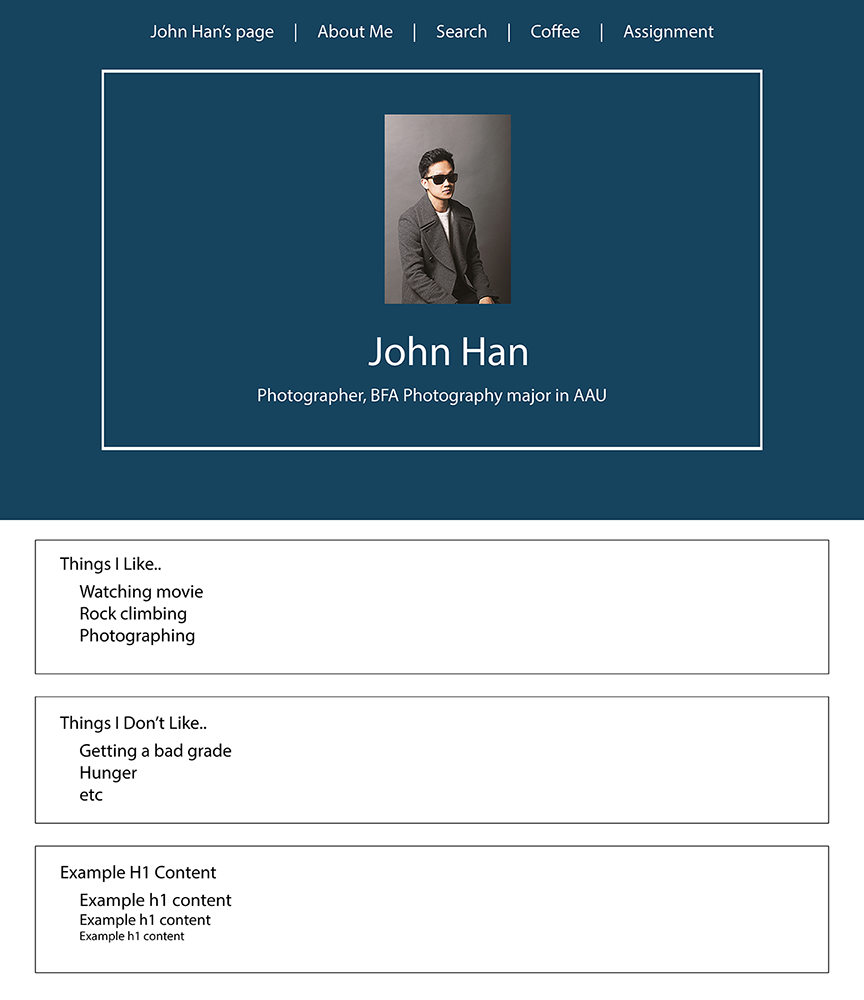 John Han’s page | About Me | Search | Coffee | Assignment
John Han
Photographer, BFA Photography major in AAU
Things I Like..
Watching movie
Rock climbing
Photographing
Things I Don’t Like..
Getting a bad grade
Hunger
etc
Example H1 Content
Example h1 content
Example h1 content
Example h1 content